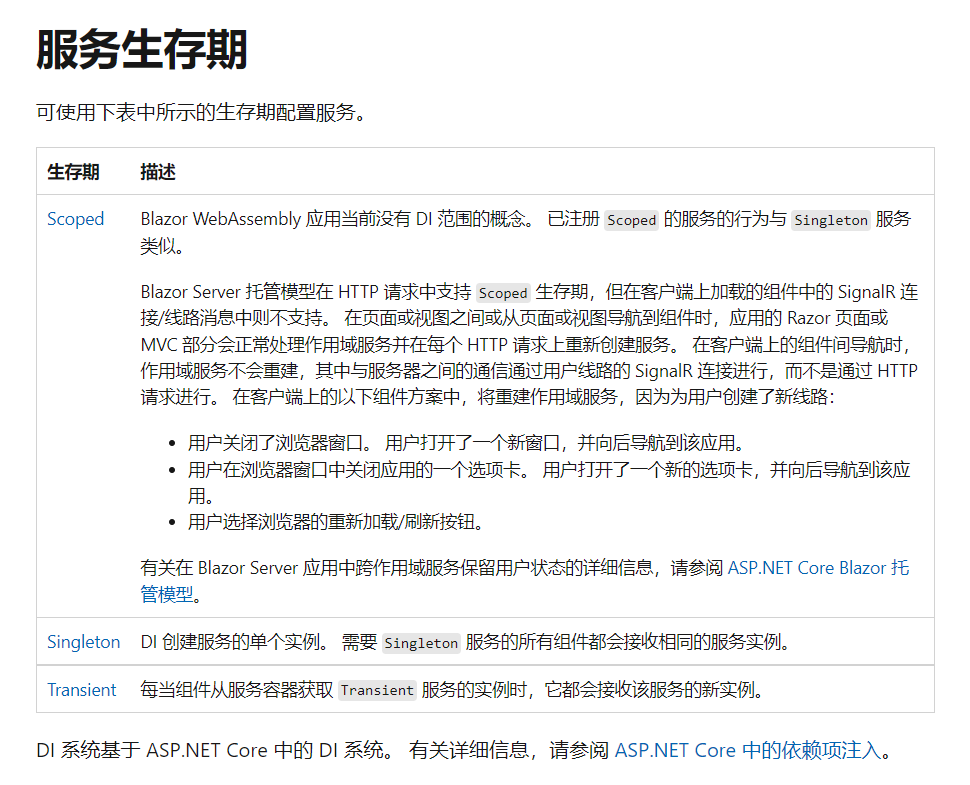 服务生存期
可使用下表中所示的生存期配置服务。
生存期 描述
Scoped Blazor WebAssembly 应用当前没有 DI 范围的概念。 已注册 Scoped 的服务的行为与 Singleton 服务
类似。
Blazor Server 托管模型在 HTTP 请求中支持 Scoped 生存期，但在客户端上加载的组件中的 SignalR 连
接/线路消息中则不支持。 在页面或视图之间或从页面或视图导航到组件时，应用的 Razor 页面或
MVC 部分会正常处理作用域服务并在每个 HTTP 请求上重新创建服务。 在客户端上的组件间导航时，
作用域服务不会重建，其中与服务器之间的通信通过用户线路的 SignalR 连接进行，而不是通过 HTTP
请求进行。 在客户端上的以下组件方案中，将重建作用域服务，因为为用户创建了新线路：
• 用户关闭了浏览器窗口。 用户打开了一个新窗口，并向后导航到该应用。
• 用户在浏览器窗口中关闭应用的一个选项卡。 用户打开了一个新的选项卡，并向后导航到该应
用。
• 用户选择浏览器的重新加载/刷新按钮。
有关在 Blazor Server 应用中跨作用域服务保留用户状态的详细信息，请参阅 ASP.NET Core Blazor 托
管模型。
Singleton DI 创建服务的单个实例。 需要 Singleton 服务的所有组件都会接收相同的服务实例。
Transient 每当组件从服务容器获取 Transient 服务的实例时，它都会接收该服务的新实例。
DI 系统基于 ASP.NET Core 中的 DI 系统。 有关详细信息，请参阅 ASP.NET Core 中的依赖项注入。